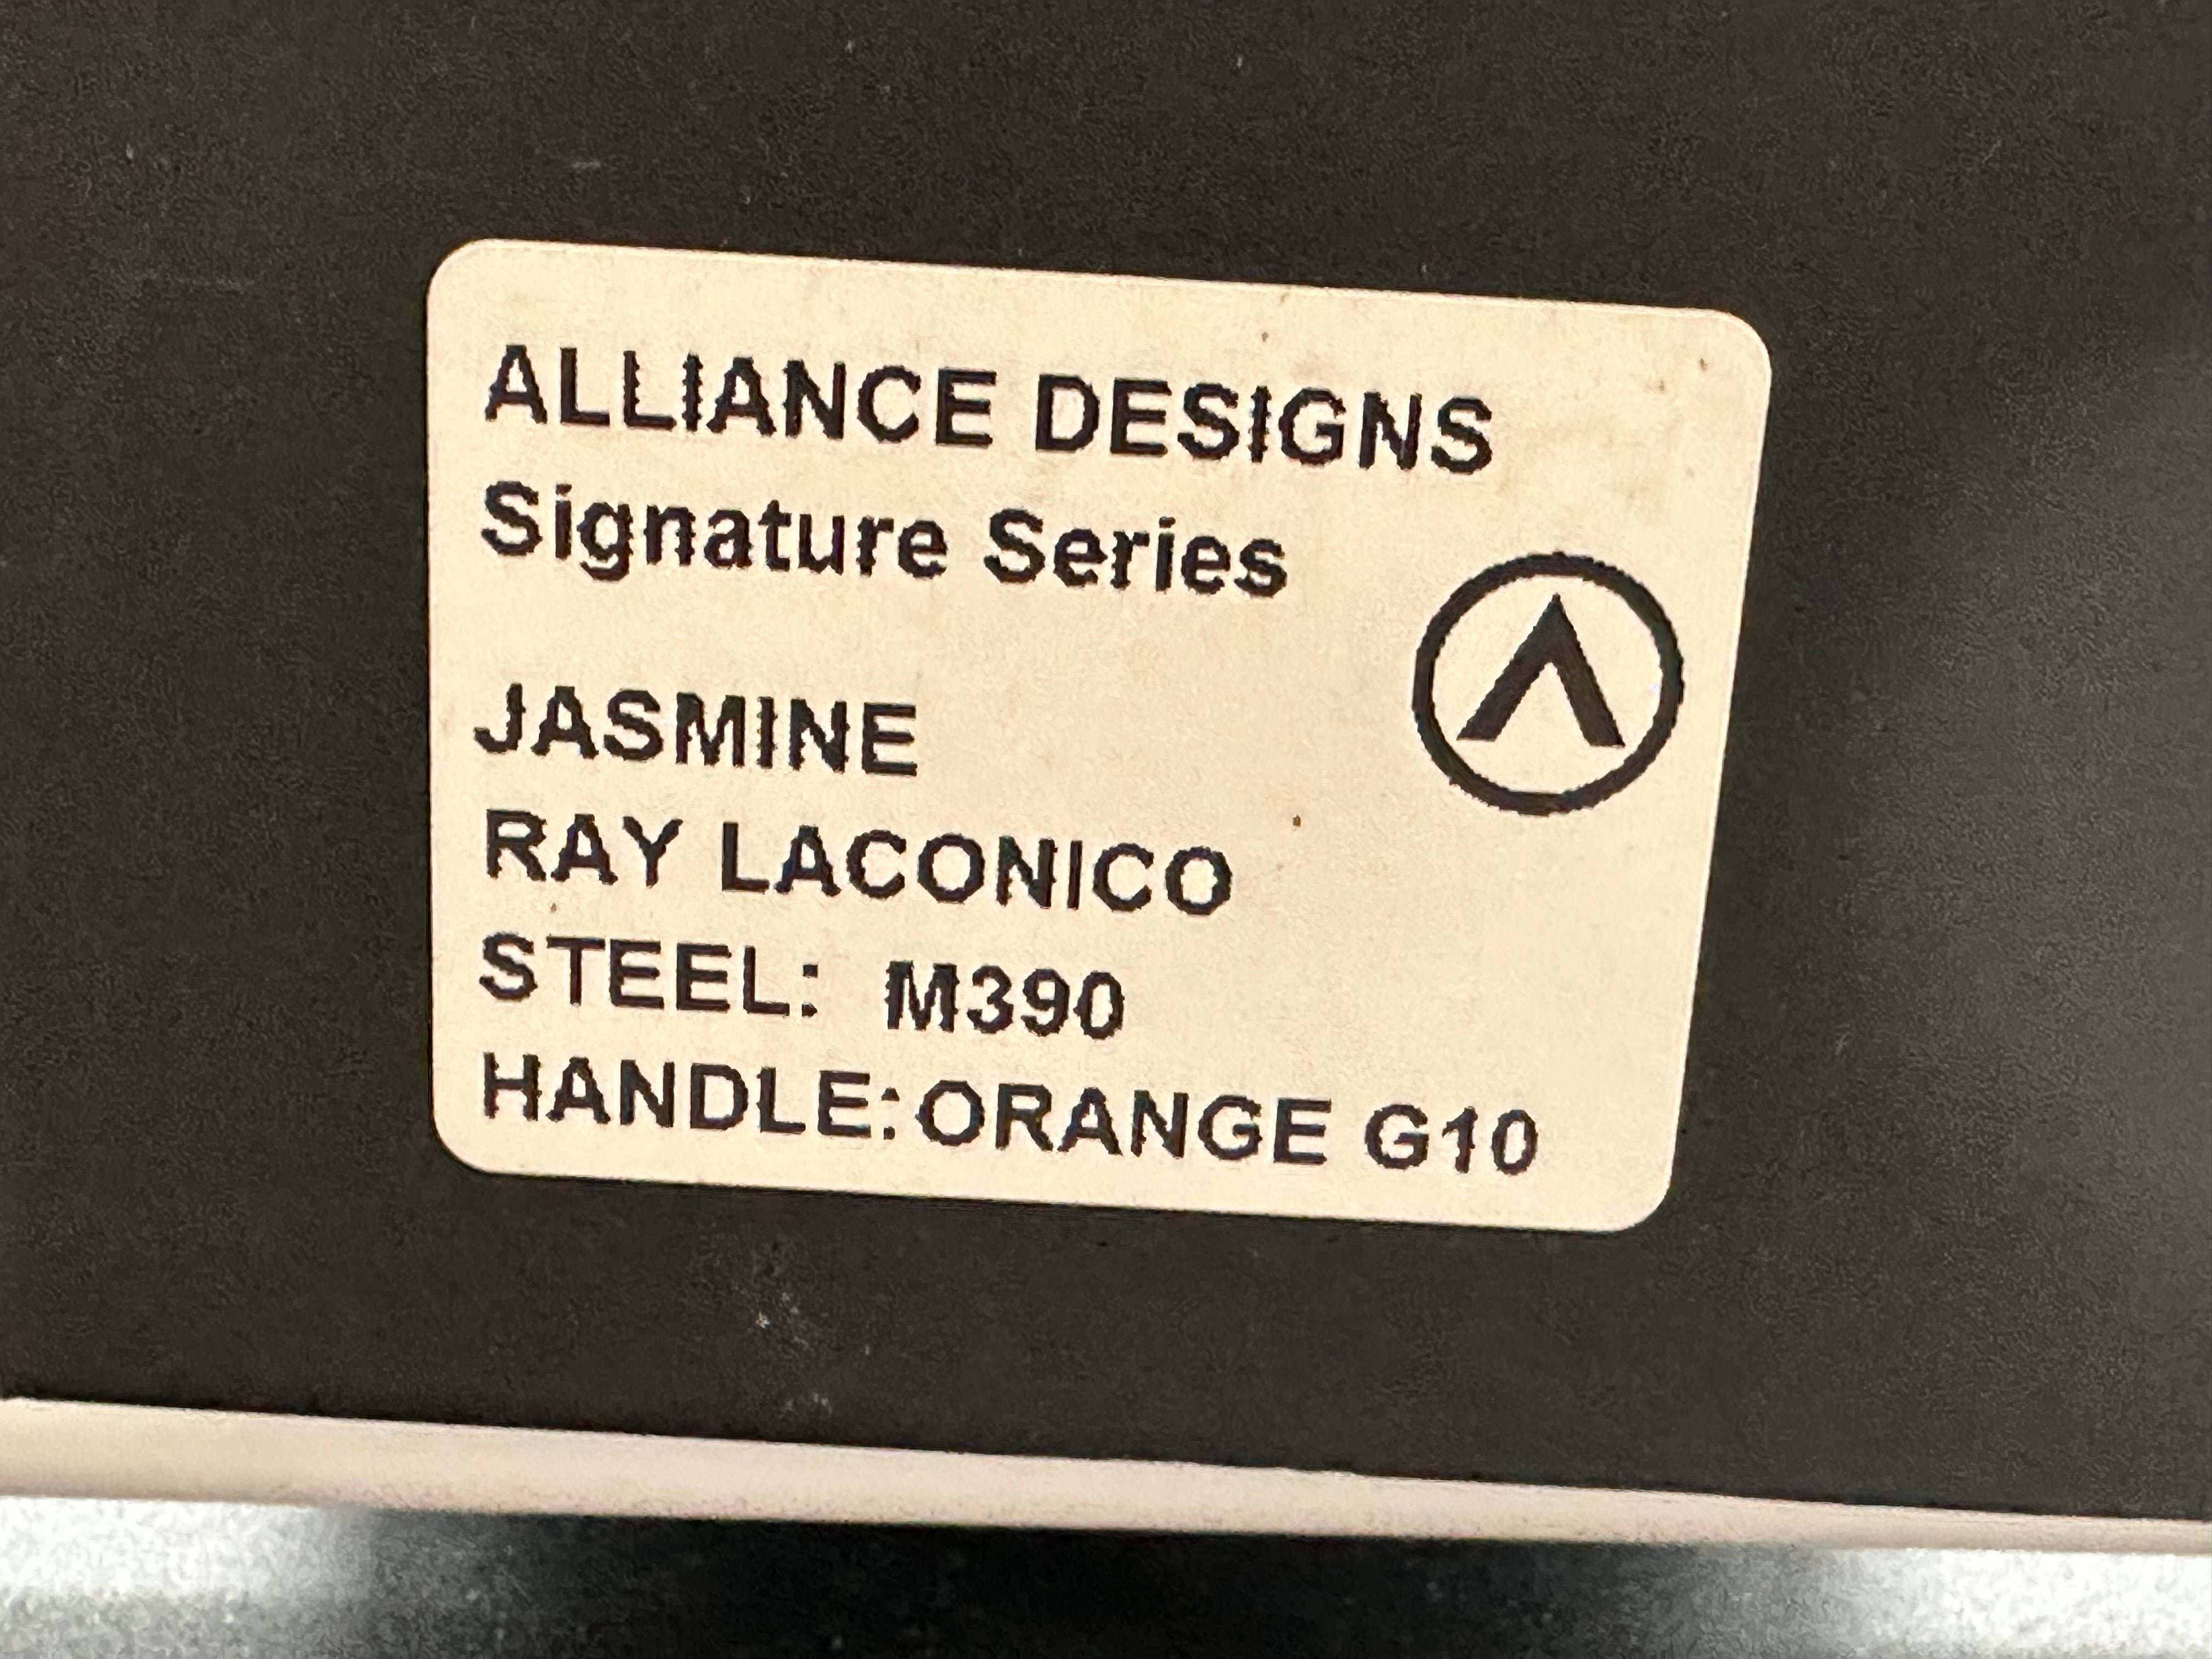 ALLIANCE DESIGNS
Signature Series
JASMINE
RAY LACONICO
STEEL: M390
HANDLE: ORANGE G10